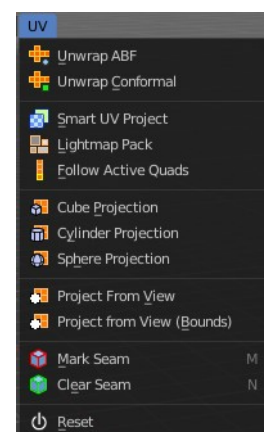 UV
Unwrap ABF
Unwrap Conformal
Smart UV Project
Lightmap Pack
Follow Active Quads
Cube Projection
Cylinder Projection
Sphere Projection
Project From View
Project from View (Bounds)
Mark Seam M
Clear Seam N
Reset